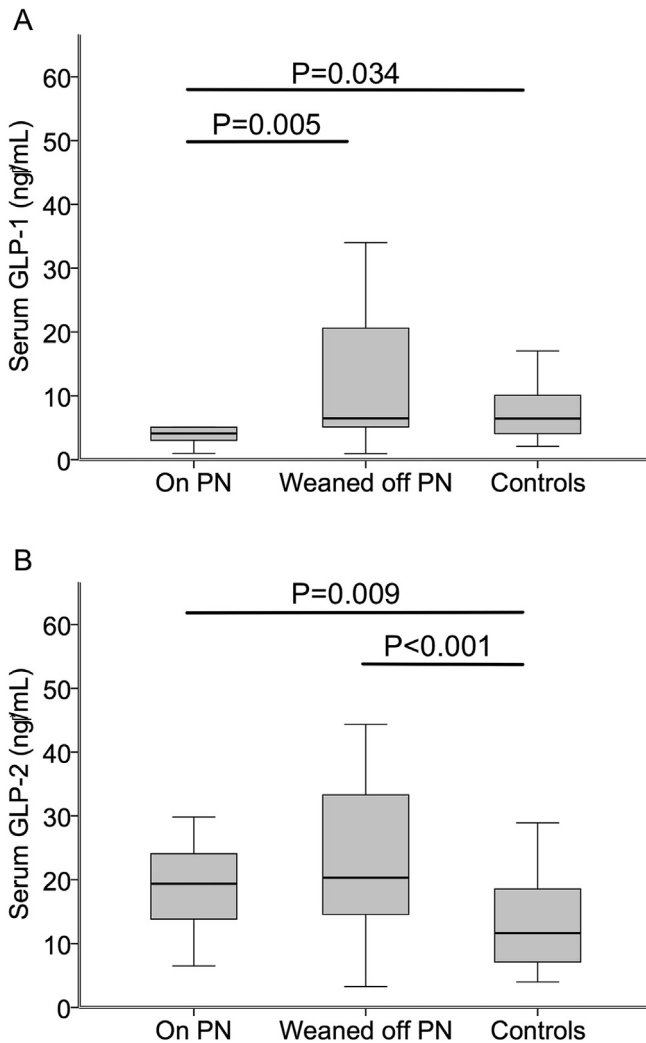 A
P=0.034
P=0.005
Serum GLP-1 (ng/mL)
60
50
40
30
20
10
0
On PN Weaned off PN Controls
B
P=0.009
P<0.001
Serum GLP-2 (ng/mL)
60
50
40
30
20
10
0
On PN Weaned off PN Controls